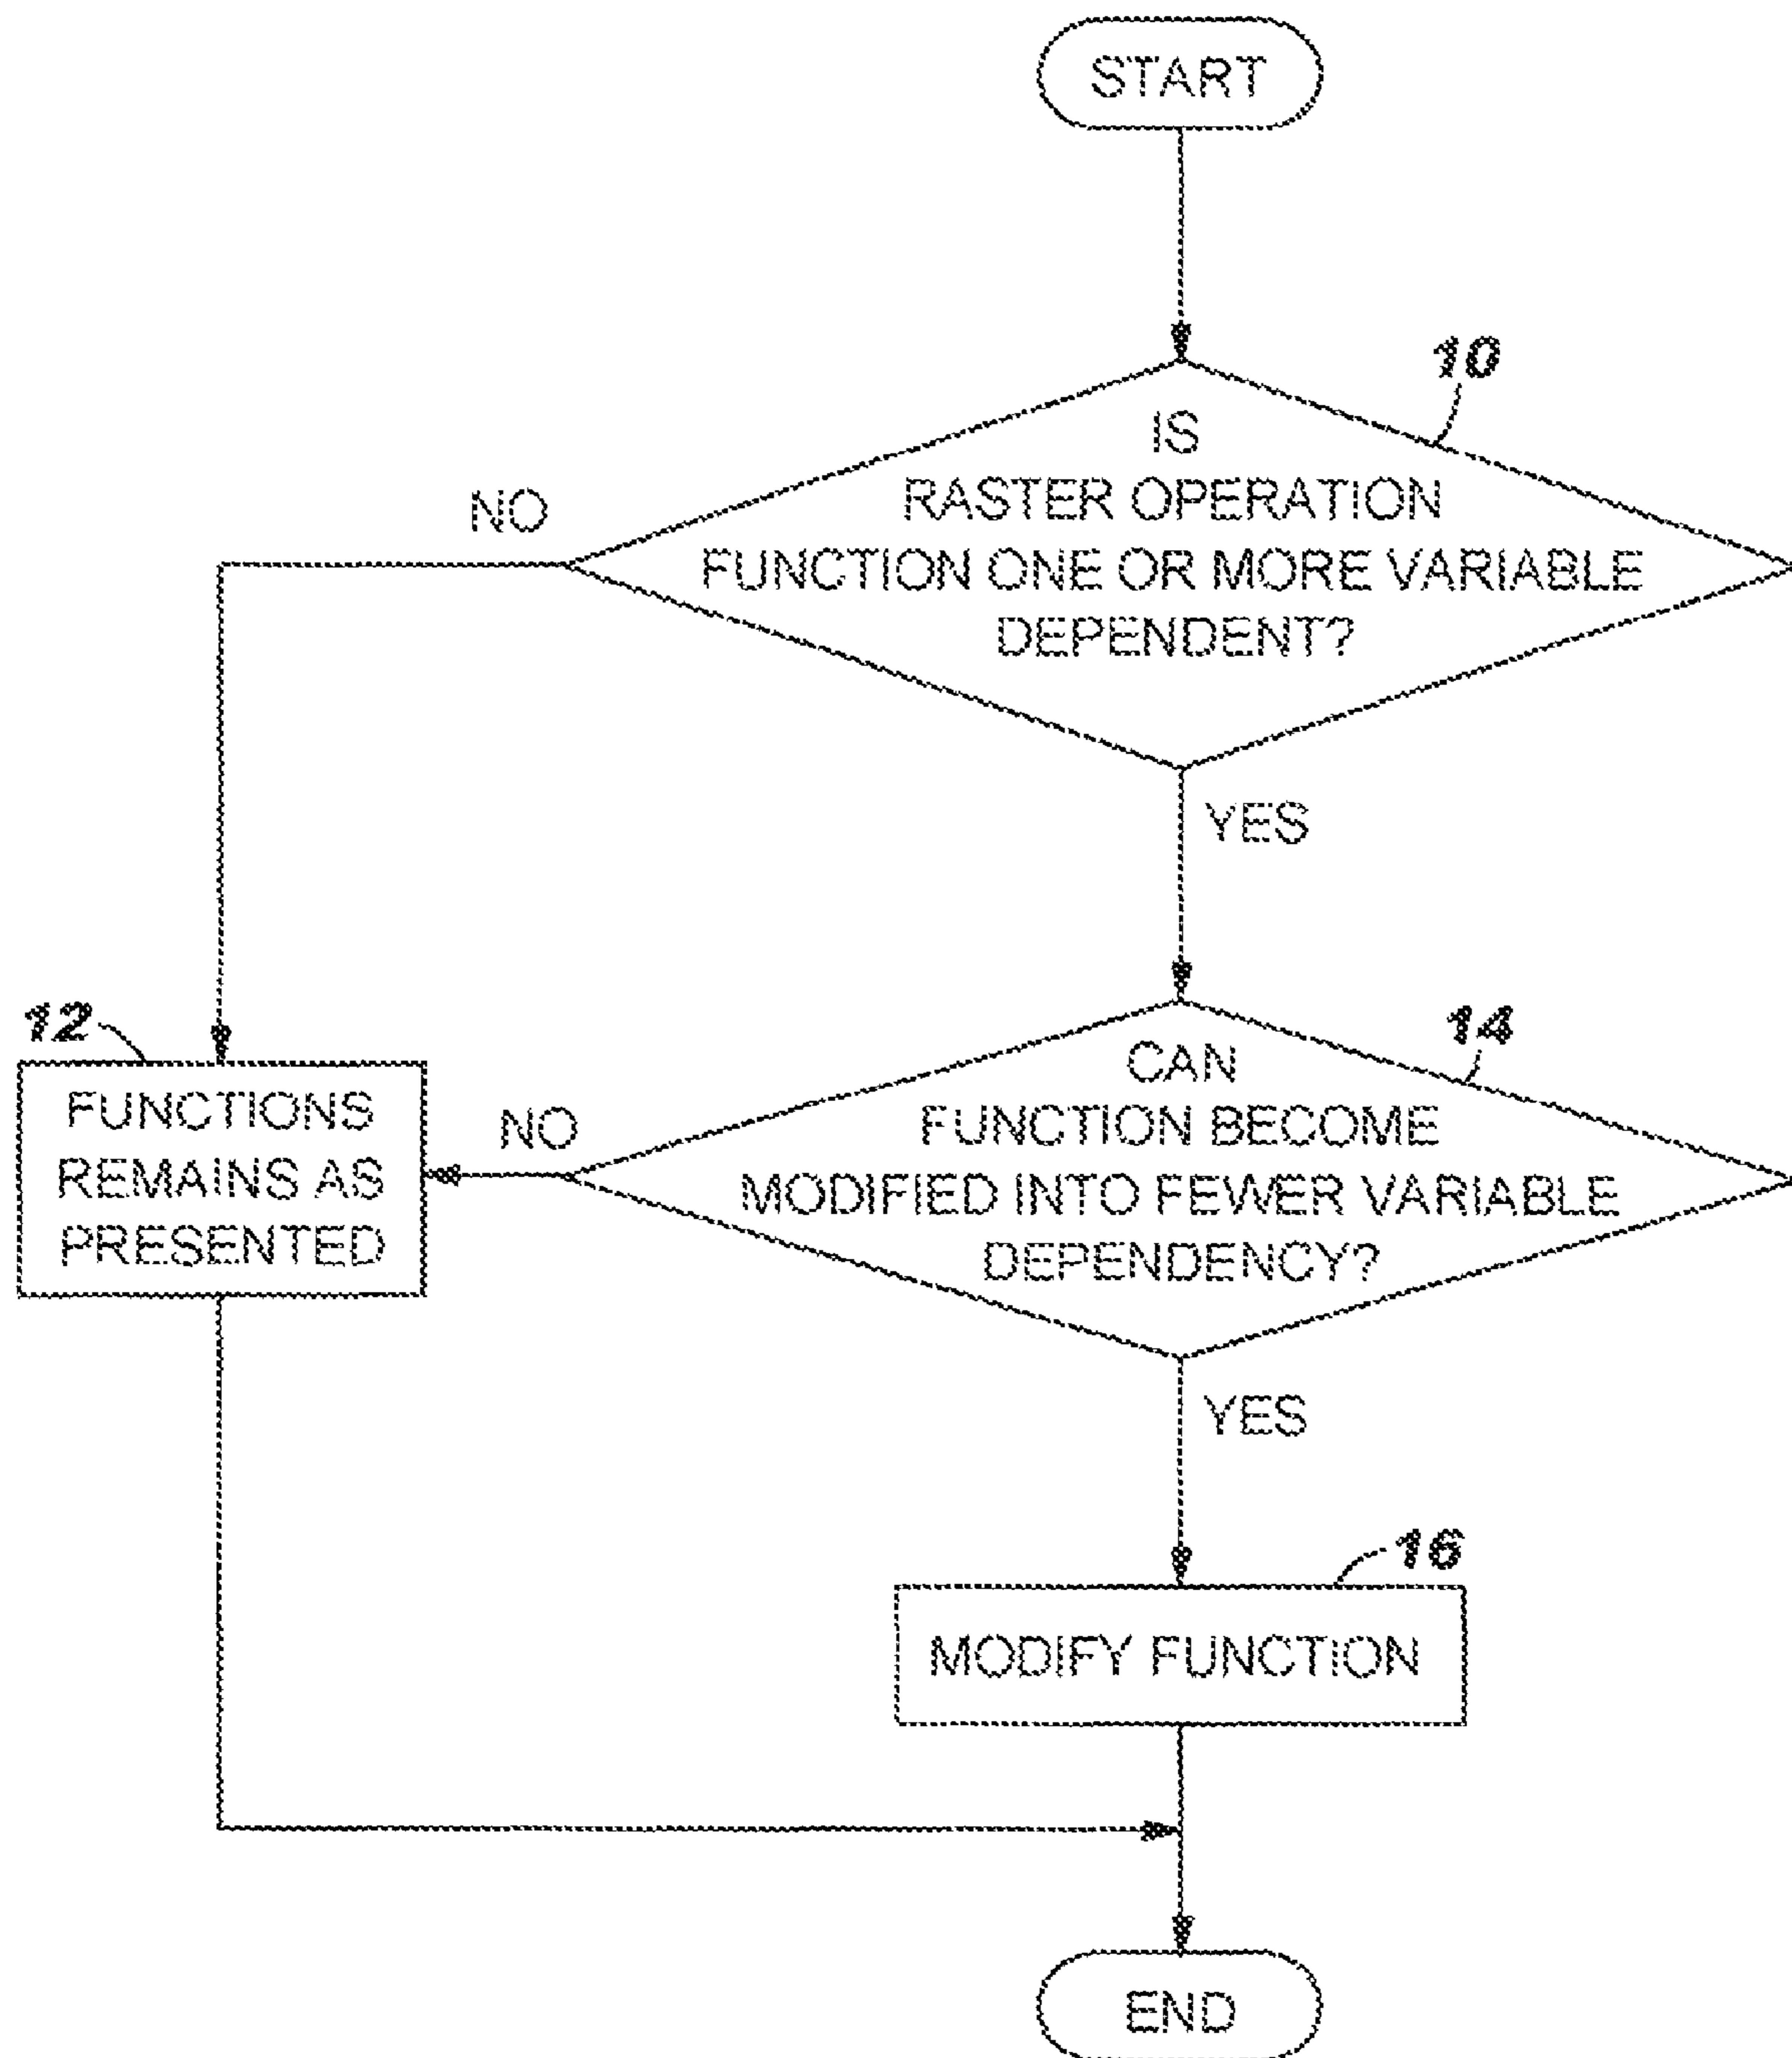 START
10
IS
RASTER OPERATION
FUNCTION ONE OR MORE VARIABLE
DEPENDENT?
NO
YES
12
FUNCTIONS
REMAINS AS
PRESENTED
NO
14
CAN
FUNCTION BECOME
MODIFIED INTO FEWER VARIABLE
DEPENDENCY?
YES
16
MODIFY FUNCTION
END